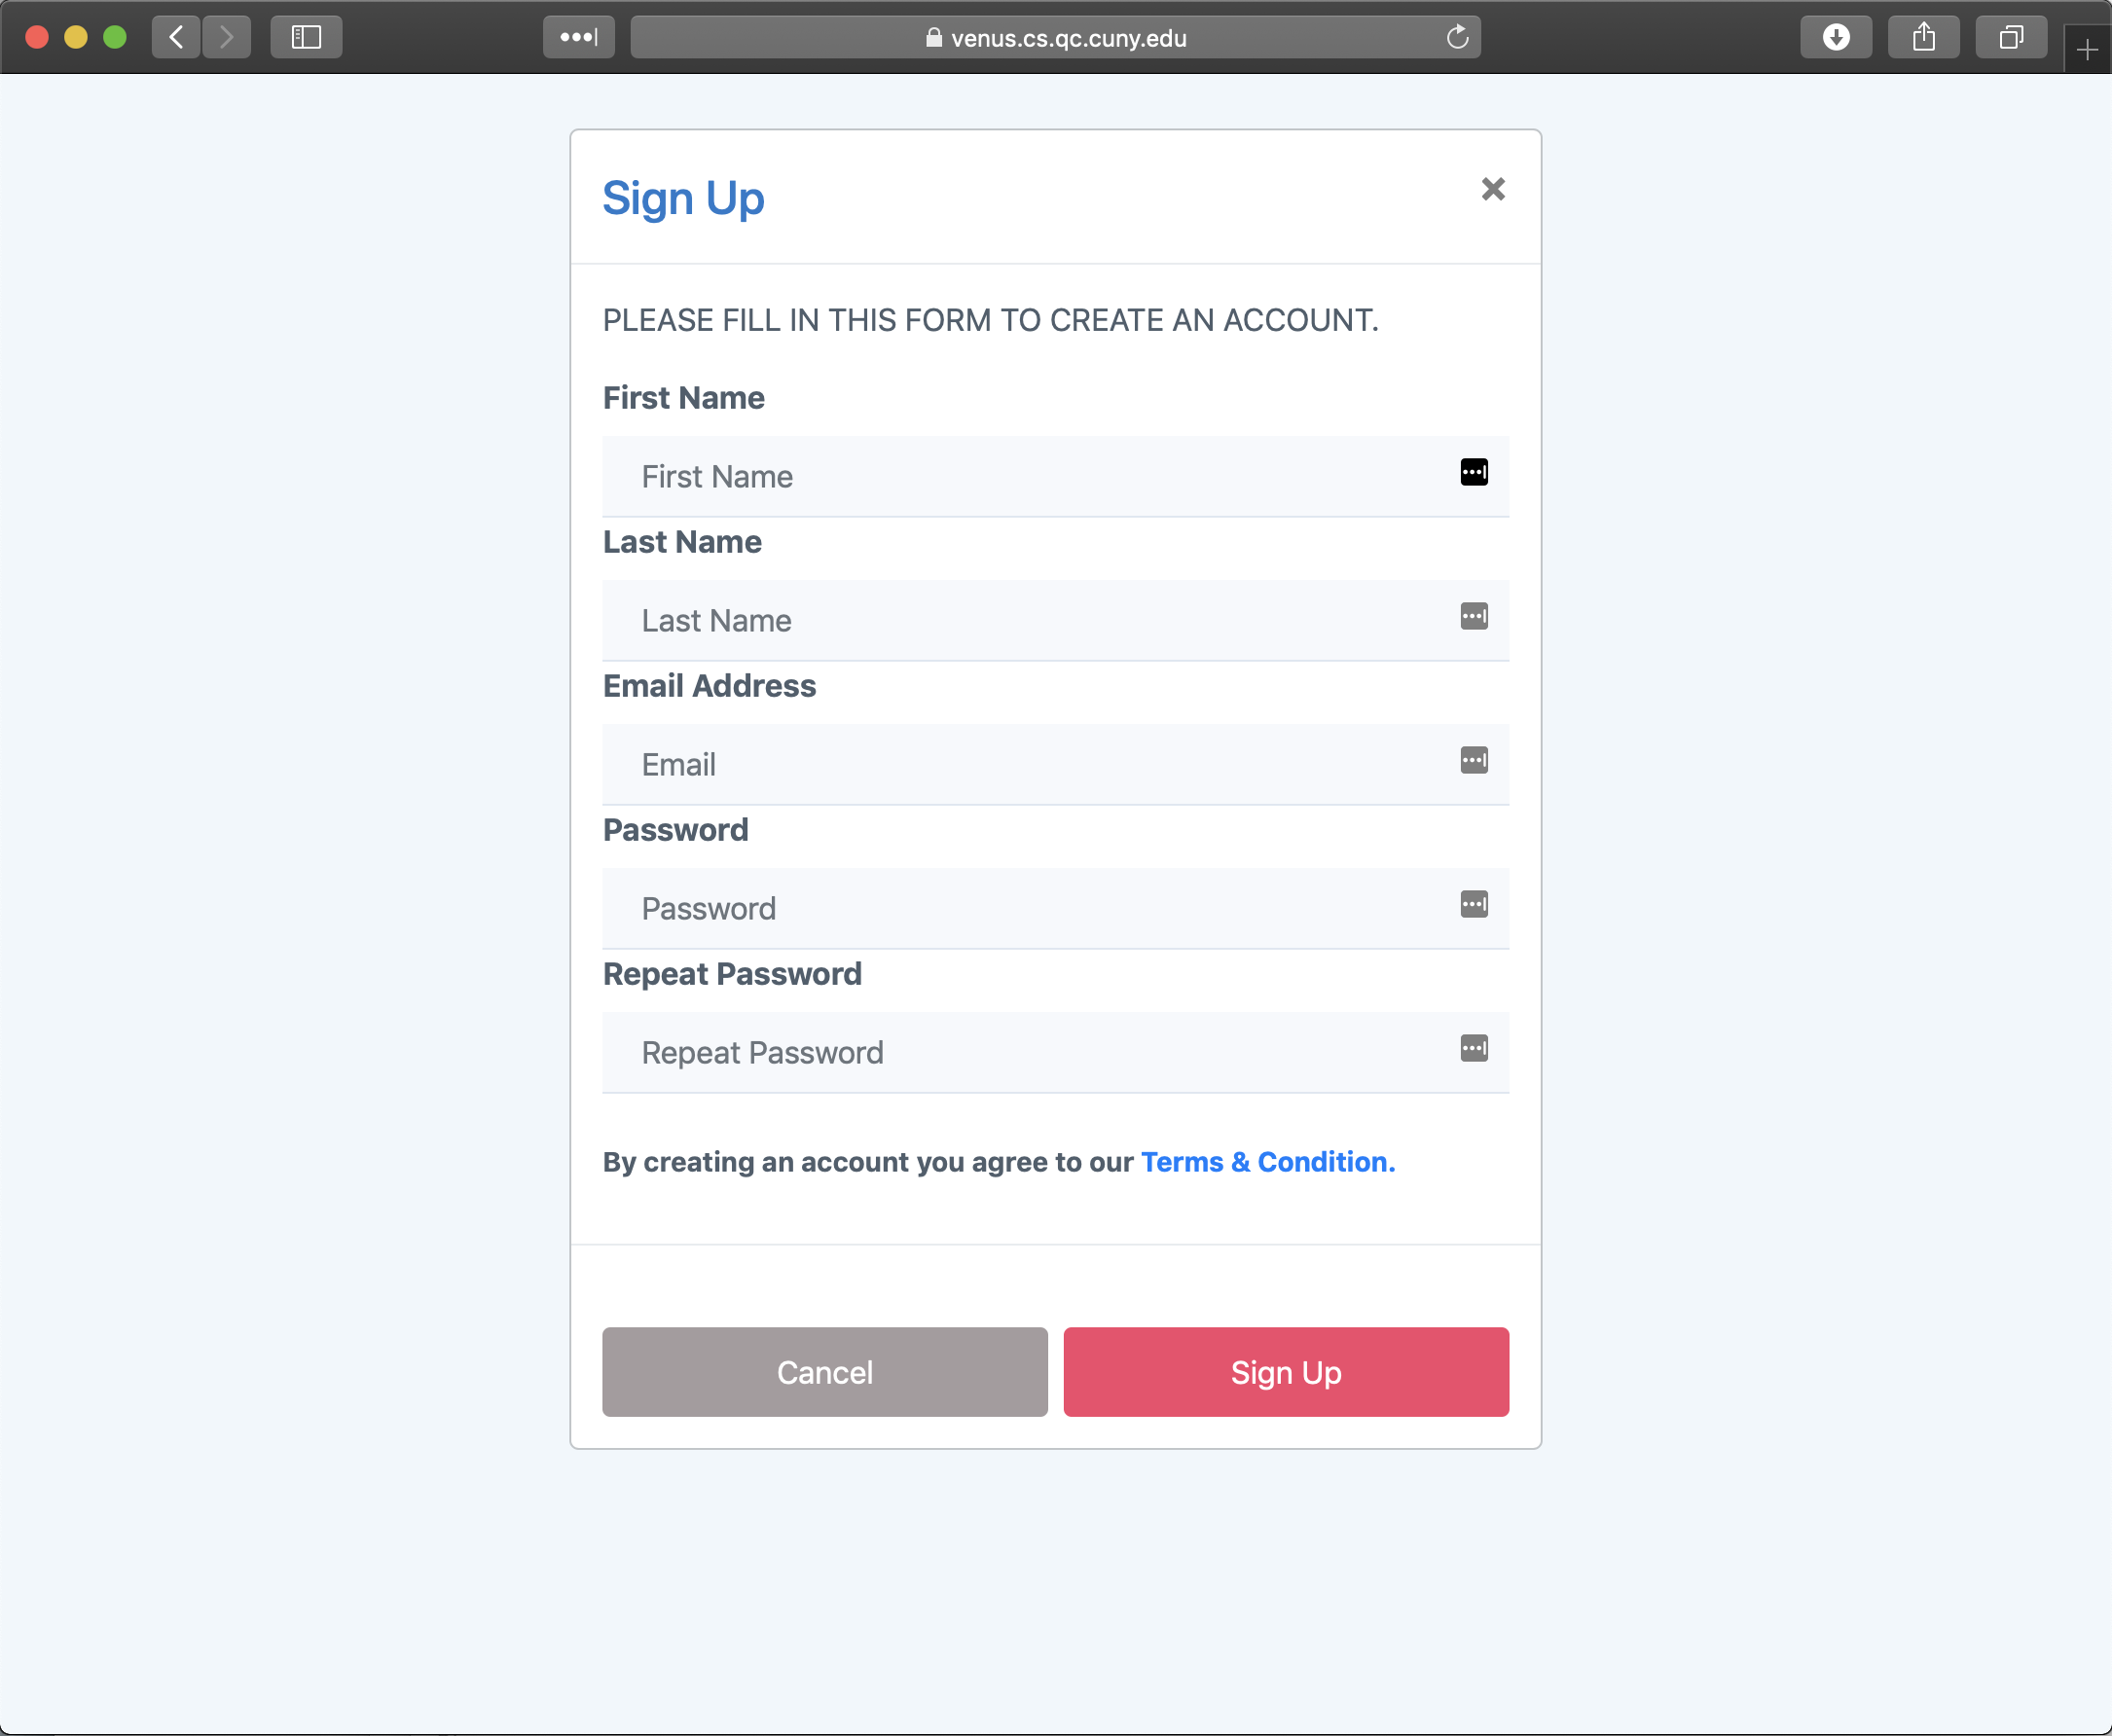 venus.cs.qc.cuny.edu
Sign Up
PLEASE FILL IN THIS FORM TO CREATE AN ACCOUNT.
First Name
First Name
Last Name
Last Name
Email Address
Email
Password
Password
Repeat Password
Repeat Password
By creating an account you agree to our Terms & Condition.
Cancel
Sign Up